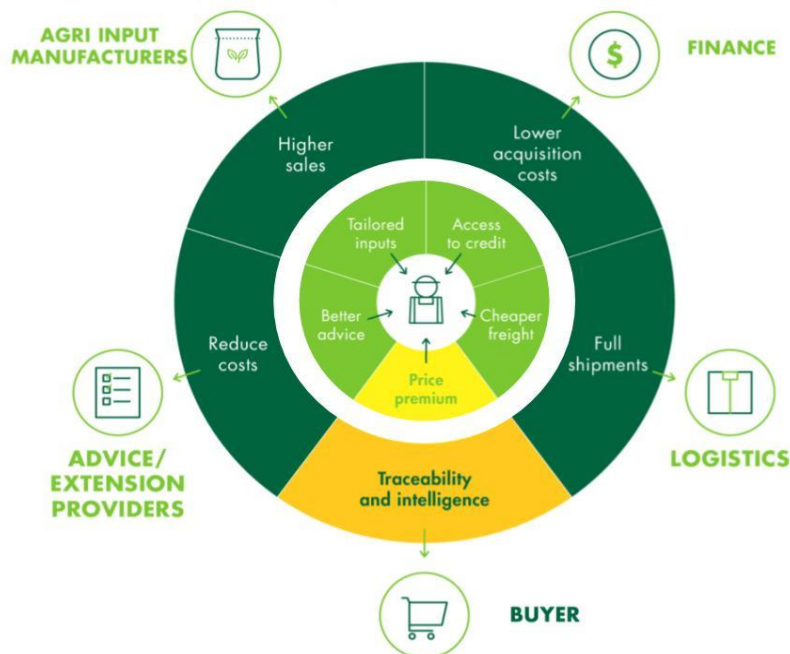 AGRI INPUT
MANUFACTURERS
$
FINANCE
Higher
sales
Lower
acquisition
costs
Tailored
inputs
Access
to credit
Better
advice
Cheaper
freight
Reduce
costs
Full
shipments
Price
premium
ADVICE/
EXTENSION
PROVIDERS
LOGISTICS
Traceability
and intelligence
BUYER